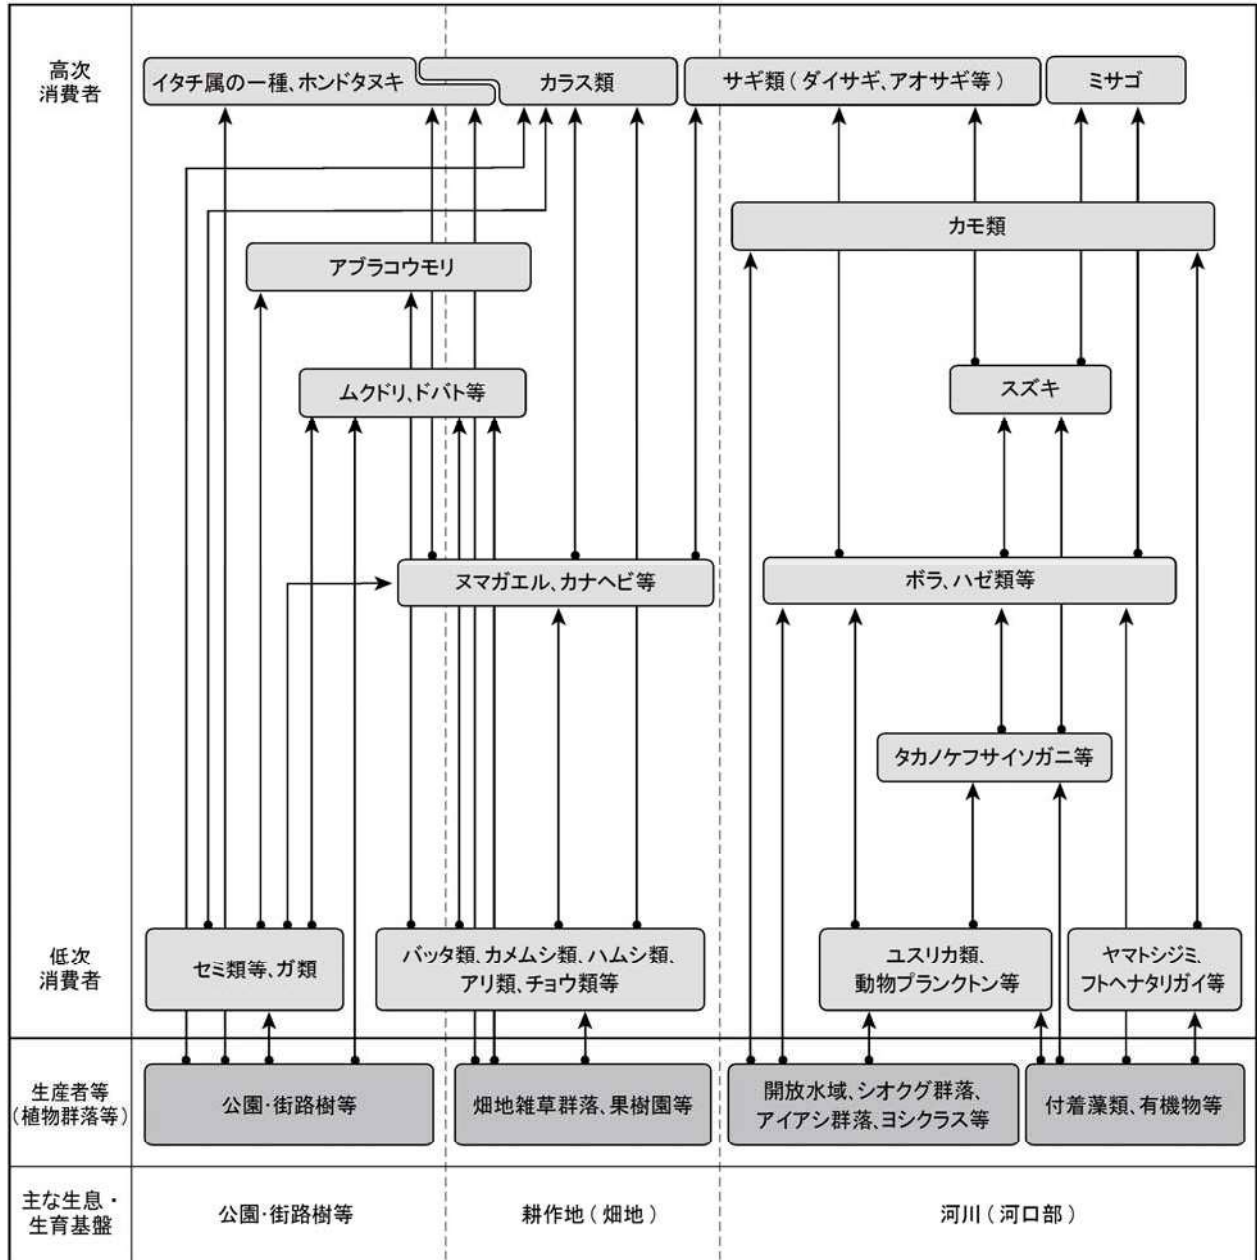 高次
消費者
イタチ属の一種、ホンドタヌキ
カラス類
サギ類(ダイサギ、アオサギ等)
ミサゴ
カモ類
アブラコウモリ
ムクドリ、ドバト等
スズキ
ヌマガエル、カナヘビ等
ボラ、ハゼ類等
タカノケフサイソガニ等
低次
消費者
セミ類等、ガ類
バッタ類、カメムシ類、ハムシ類、
アリ類、チョウ類等
ユスリカ類、
動物プランクトン等
ヤマトシジミ、
フトヘナタリガイ等
生産者等
(植物群落等)
公園・街路樹等
畑地雑草群落、果樹園等
開放水域、シオクグ群落、
アイアシ群落、ヨシクラス等
付着藻類、有機物等
主な生息・
生育基盤
公園・街路樹等
耕作地(畑地)
河川(河口部)